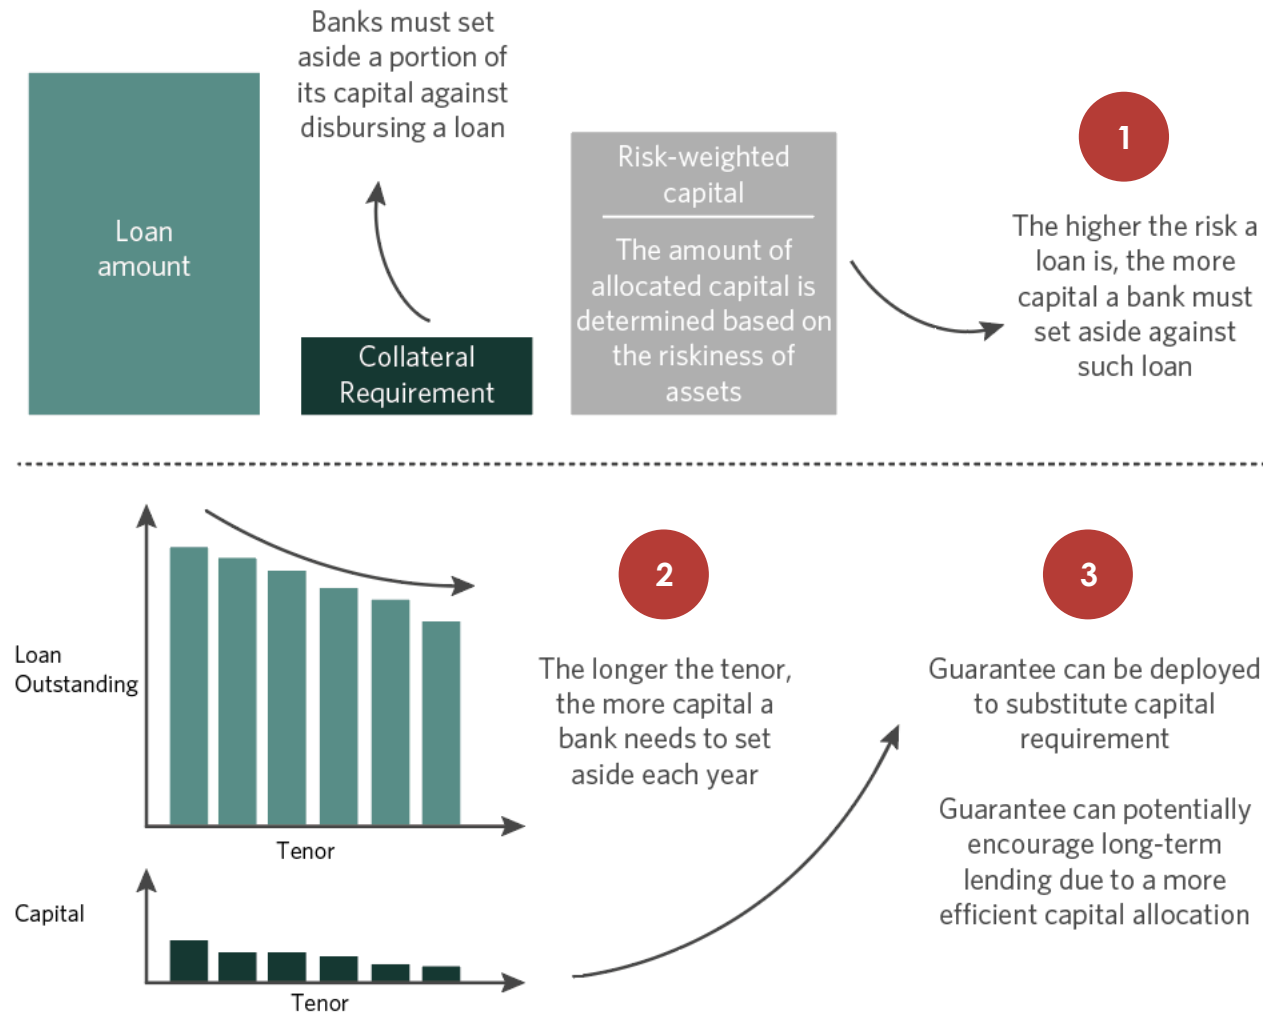 Banks must set
aside a portion of
its capital against
disbursing a loan
Loan
amount
Collateral
Requirement
Risk-weighted
capital
The amount of
allocated capital is
determined based on
the riskiness of
assets
1
The higher the risk a
loan is, the more
capital a bank must
set aside against
such loan
Loan
Outstanding
Tenor
Capital
Tenor
2
The longer the tenor,
the more capital a
bank needs to set
aside each year
3
Guarantee can be deployed
to substitute capital
requirement
Guarantee can potentially
encourage long-term
lending due to a more
efficient capital allocation